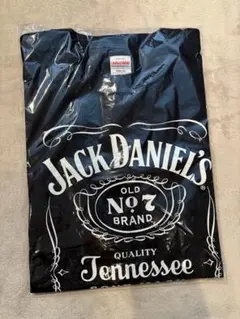 JACK DANIEL'S
OLD
No. 7
BRAND
QUALITY
Tennessee